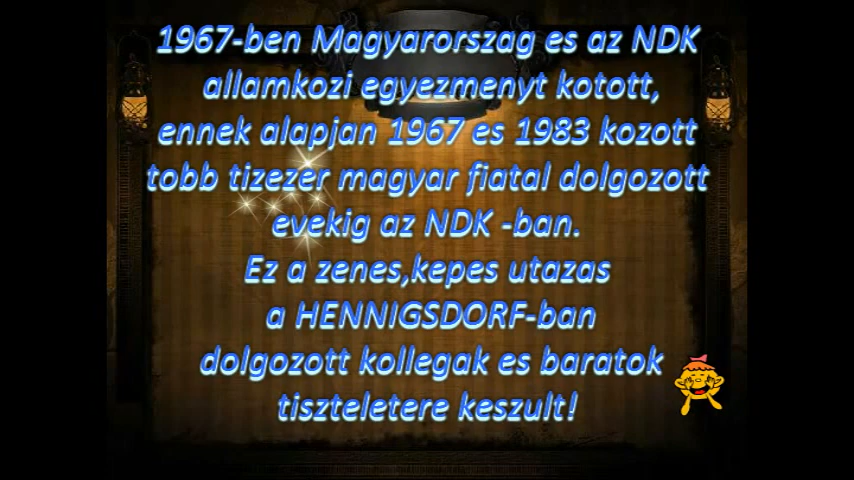 1967-ben Magyarorszag es az NDK
allamkozi egyezmenyt kotott,
ennek alapjan 1967 es 1983 kozott
tobb tizezer magyar fiatal dolgozott
evekig az NDK -ban.
Ez a zenes,kepes utazas
a HENNIGSDORF-ban
dolgozott kollegak es baratok
tiszteletere keszult!